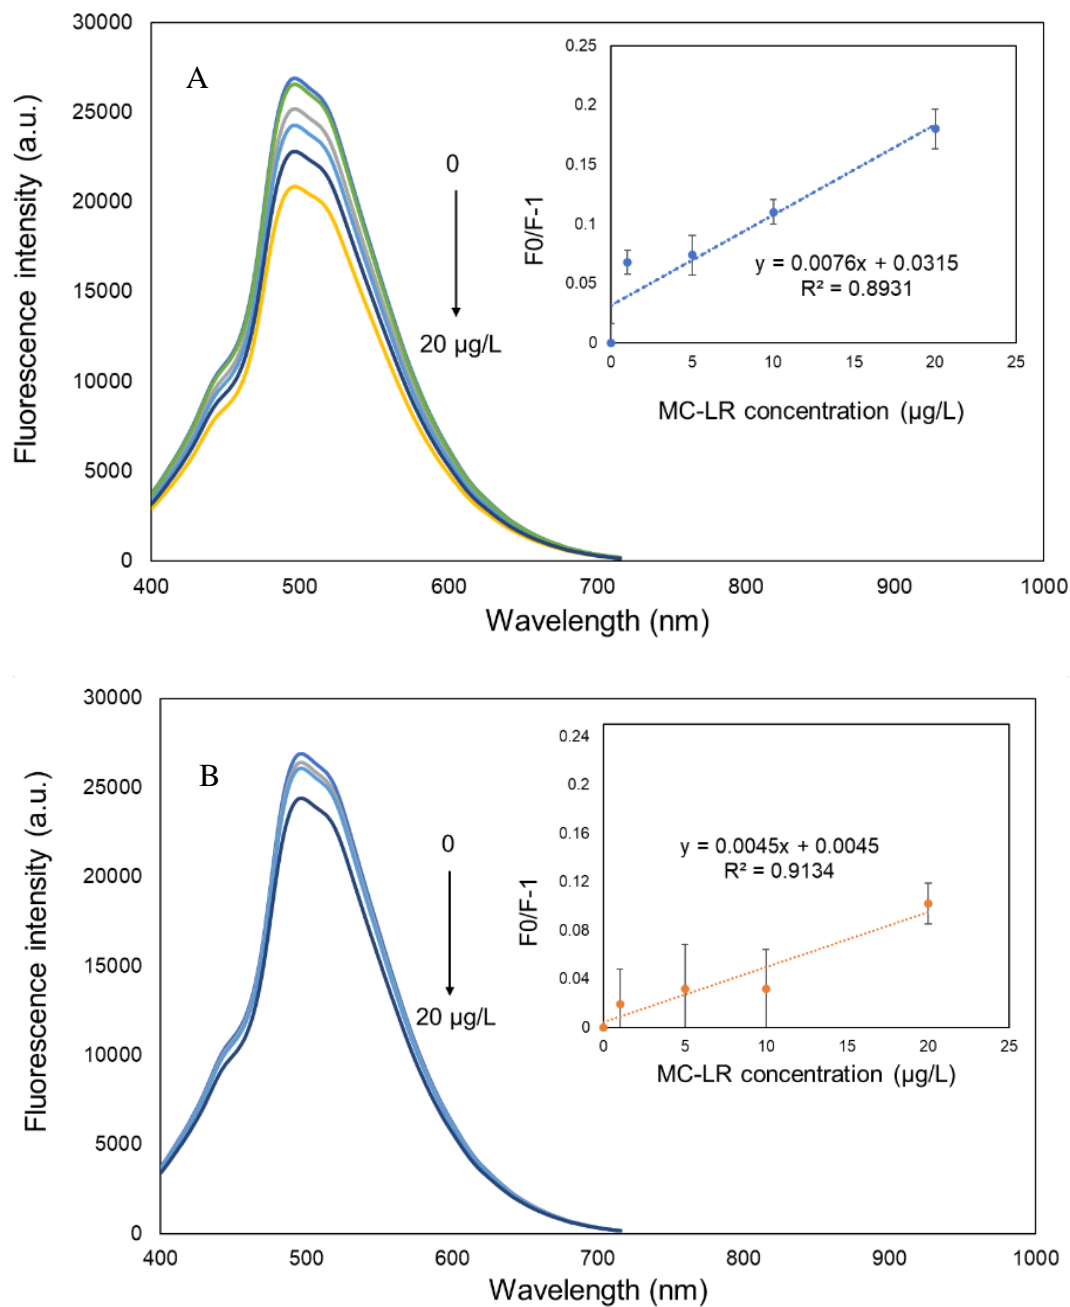 A
Fluorescence intensity (a.u.)
30000
25000
20000
15000
10000
5000
0
400 500 600 700 800 900 1000
Wavelength (nm)
0
20 µg/L
F0/F-1
0.25
0.2
0.15
0.1
0.05
0
0 5 10 15 20 25
MC-LR concentration (µg/L)
y = 0.0076x + 0.0315
R² = 0.8931
B
Fluorescence intensity (a.u.)
30000
25000
20000
15000
10000
5000
0
400 500 600 700 800 900 1000
Wavelength (nm)
0
20 µg/L
F0/F-1
0.24
0.2
0.16
0.12
0.08
0.04
0
0 5 10 15 20 25
MC-LR concentration (µg/L)
y = 0.0045x + 0.0045
R² = 0.9134